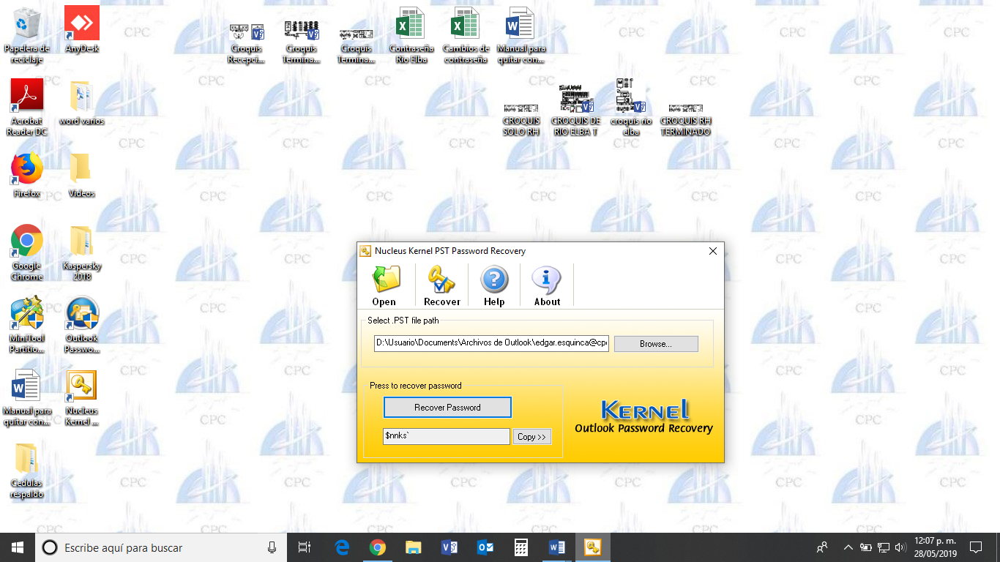 Papelera de reciclaje
AnyDesk
Croquis Recepci...
Croquis Termina...
Croquis Termina...
Contraseña Rio Elba
Cambios de contraseña
Manual para quitar con...
Acrobat Reader DC
word varios
CROQUIS SOLO RH
CROQUIS DE RIO ELBA T
croquis rio elba
CROQUIS RH TERMINADO
Firefox
Videos
Google Chrome
Kaspersky 2018
MiniTool Partitio...
Outlook Passwo...
Manual para quitar con...
Nucleus Kernel ...
Cedulas respaldo
CPC
Nucleus Kernel PST Password Recovery
Open
Recover
Help
About
Select .PST file path
D:\Usuario\Documents\Archivos de Outlook\edgar.esquinca@cp
Browse...
Press to recover password
Recover Password
$nnks`
Copy >>
KERNEL
Outlook Password Recovery
Escribe aquí para buscar
12:07 p. m.
28/05/2019